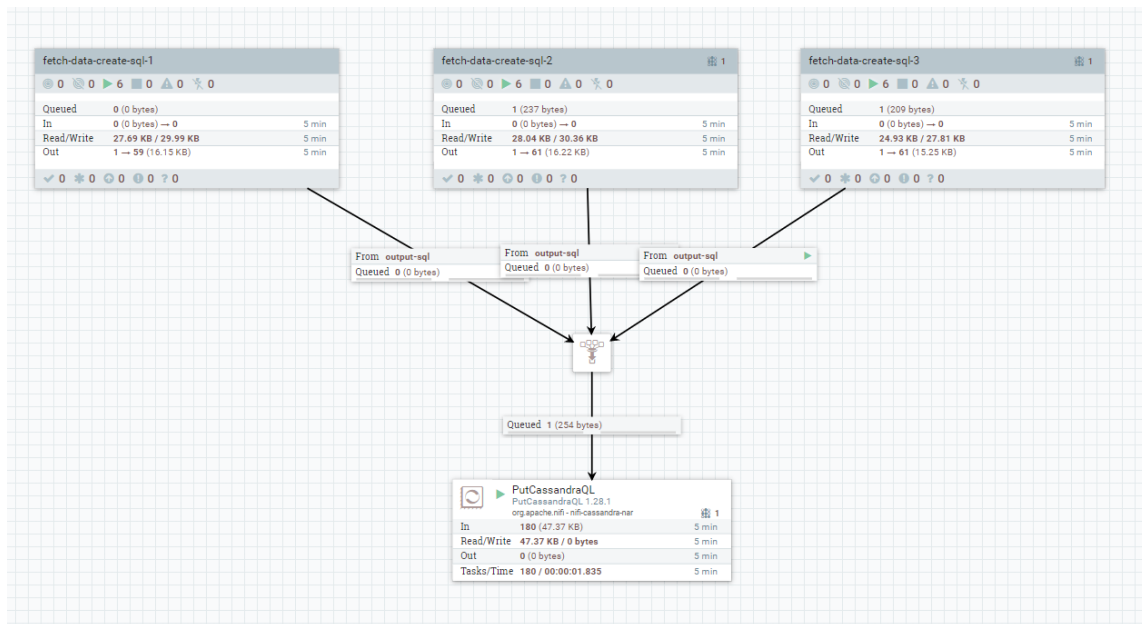 fetch-data-create-sql-1
0 0 6 0 0 0
Queued 0 (0 bytes)
In 0 (0 bytes) → 0 5 min
Read/Write 27.69 KB / 29.99 KB 5 min
Out 1 → 59 (16.15 KB) 5 min
0 0 0 0 ? 0
fetch-data-create-sql-2 1
0 0 6 0 0 0
Queued 1 (237 bytes)
In 0 (0 bytes) → 0 5 min
Read/Write 28.04 KB / 30.36 KB 5 min
Out 1 → 61 (16.22 KB) 5 min
0 0 0 0 ? 0
fetch-data-create-sql-3 1
0 0 6 0 0 0
Queued 1 (209 bytes)
In 0 (0 bytes) → 0 5 min
Read/Write 24.93 KB / 27.81 KB 5 min
Out 1 → 61 (15.25 KB) 5 min
0 0 0 0 ? 0
From output-sql
Queued 0 (0 bytes)
From output-sql
Queued 0 (0 bytes)
From output-sql
Queued 0 (0 bytes)
Queued 1 (254 bytes)
PutCassandraQL
PutCassandraQL 1.28.1
org.apache.nifi - nifi-cassandra-nar 1
In 180 (47.37 KB) 5 min
Read/Write 47.37 KB / 0 bytes 5 min
Out 0 (0 bytes) 5 min
Tasks/Time 180 / 00:00:01.835 5 min